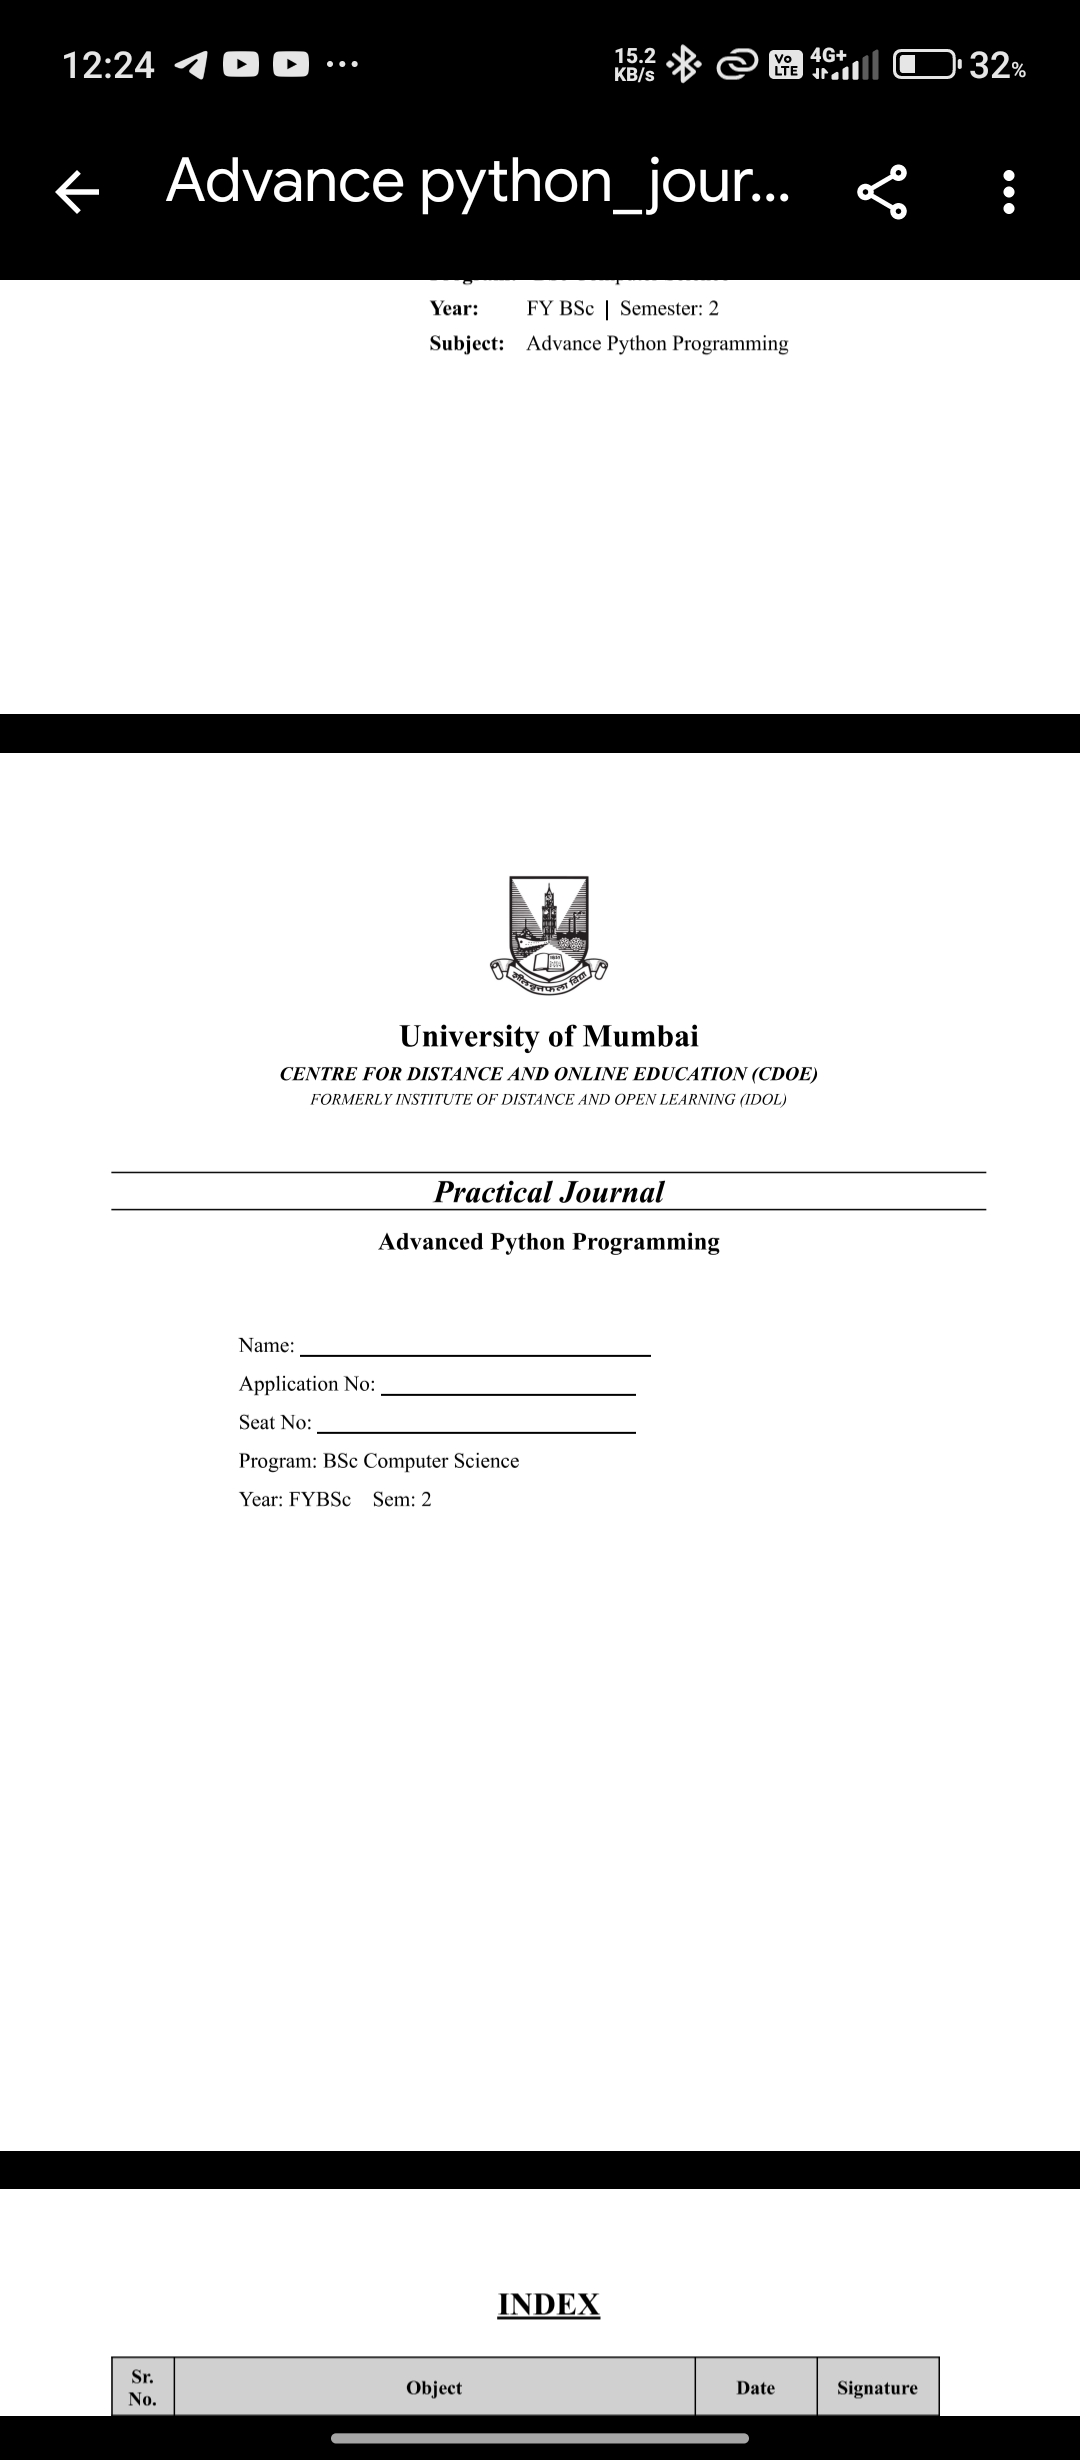 12:24
15.2 KB/s Vo LTE 4G+ 32%
Advance python_jour...
Year: FY BSc | Semester: 2
Subject: Advance Python Programming
University of Mumbai
CENTRE FOR DISTANCE AND ONLINE EDUCATION (CDOE)
FORMERLY INSTITUTE OF DISTANCE AND OPEN LEARNING (IDOL)
Practical Journal
Advanced Python Programming
Name:
Application No:
Seat No:
Program: BSc Computer Science
Year: FYBSc Sem: 2
INDEX
Sr. No. Object Date Signature